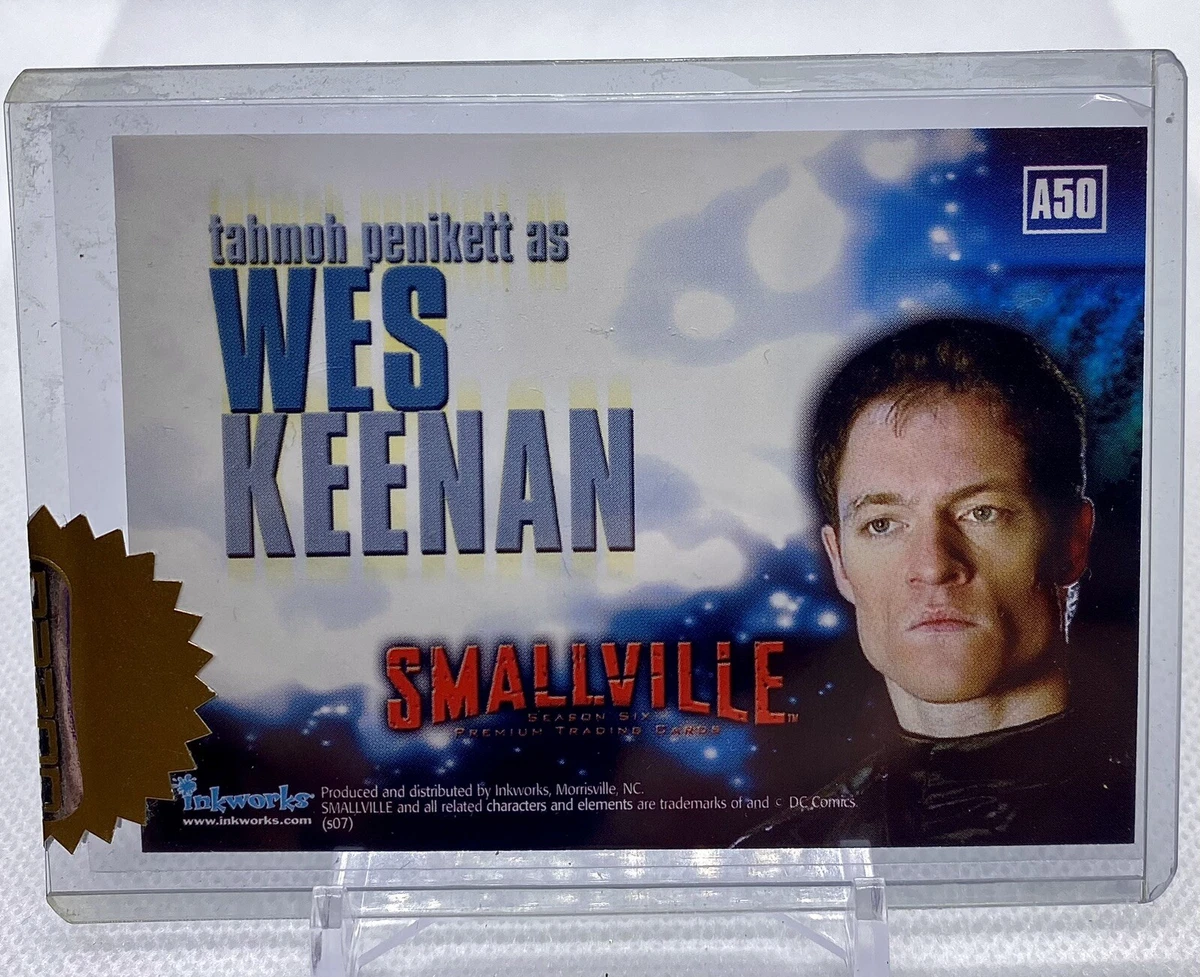 A50
tahmoh penikett as
WES
KEENAN
SMALLVILLE™
SEASON SIX
PREMIUM TRADING CARDS
inkworks
www.inkworks.com
Produced and distributed by Inkworks, Morrisville, NC.
SMALLVILLE and all related characters and elements are trademarks of and © DC Comics.
(s07)